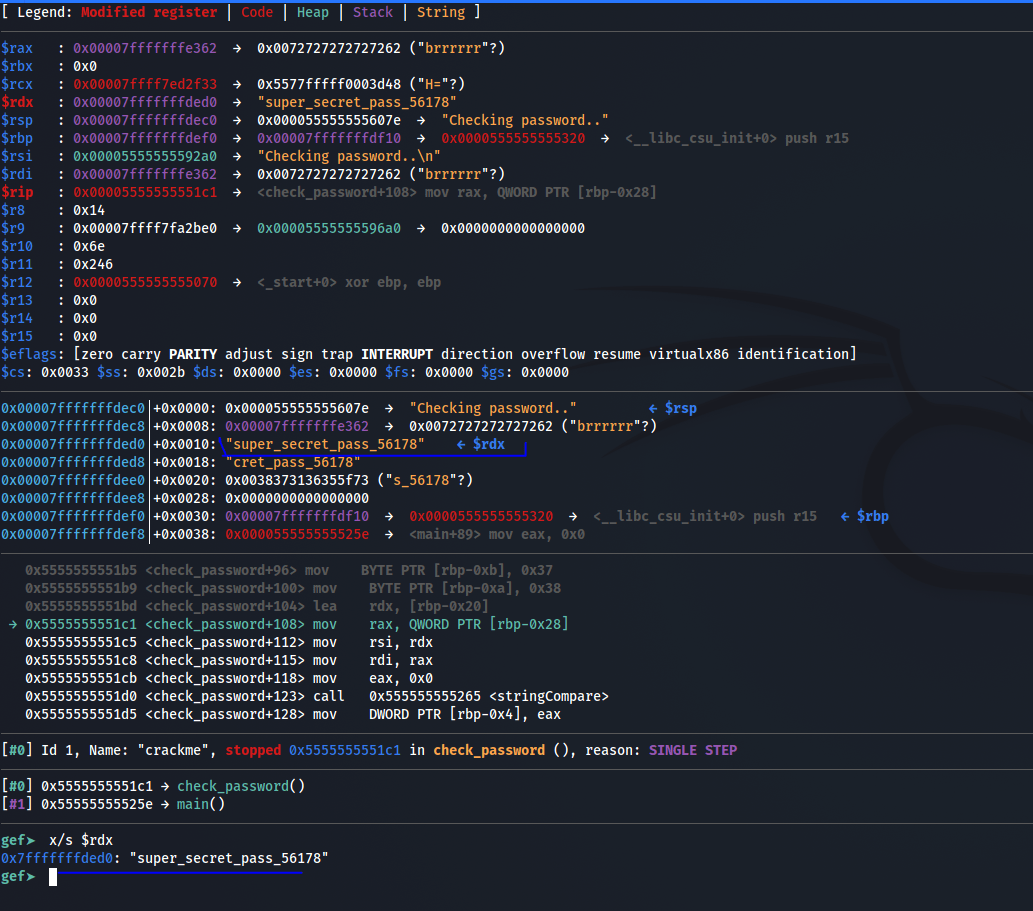 [ Legend: Modified register | Code | Heap | Stack | String ]
$rax   : 0x00007fffffffe362  →  0x0072727272727262 ("brrrrrr"?)
$rbx   : 0x0
$rcx   : 0x00007ffff7ed2f33  →  0x5577fffff0003d48 ("H="?)
$rdx   : 0x00007fffffffded0  →  "super_secret_pass_56178"
$rsp   : 0x00007fffffffdec0  →  0x000055555555607e  →  "Checking password.."
$rbp   : 0x00007fffffffdef0  →  0x00007fffffffdf10  →  0x0000555555555320  →  <__libc_csu_init+0> push r15
$rsi   : 0x00005555555592a0  →  "Checking password..\n"
$rdi   : 0x00007fffffffe362  →  0x0072727272727262 ("brrrrrr"?)
$rip   : 0x00005555555551c1  →  <check_password+108> mov rax, QWORD PTR [rbp-0x28]
$r8    : 0x14
$r9    : 0x00007ffff7fa2be0  →  0x00005555555596a0  →  0x0000000000000000
$r10   : 0x6e
$r11   : 0x246
$r12   : 0x0000555555555070  →  <_start+0> xor ebp, ebp
$r13   : 0x0
$r14   : 0x0
$r15   : 0x0
$eflags: [zero carry PARITY adjust sign trap INTERRUPT direction overflow resume virtualx86 identification]
$cs: 0x0033 $ss: 0x002b $ds: 0x0000 $es: 0x0000 $fs: 0x0000 $gs: 0x0000
0x00007fffffffdec0│+0x0000: 0x000055555555607e  →  "Checking password.."	 ← $rsp
0x00007fffffffdec8│+0x0008: 0x00007fffffffe362  →  0x0072727272727262 ("brrrrrr"?)
0x00007fffffffded0│+0x0010: "super_secret_pass_56178"	 ← $rdx
0x00007fffffffded8│+0x0018: "cret_pass_56178"
0x00007fffffffdee0│+0x0020: 0x0038373136355f73 ("s_56178"?)
0x00007fffffffdee8│+0x0028: 0x0000000000000000
0x00007fffffffdef0│+0x0030: 0x00007fffffffdf10  →  0x0000555555555320  →  <__libc_csu_init+0> push r15	 ← $rbp
0x00007fffffffdef8│+0x0038: 0x000055555555525e  →  <main+89> mov eax, 0x0
0x5555555551b5 <check_password+96> mov    BYTE PTR [rbp-0xb], 0x37
0x5555555551b9 <check_password+100> mov    BYTE PTR [rbp-0xa], 0x38
0x5555555551bd <check_password+104> lea    rdx, [rbp-0x20]
→ 0x5555555551c1 <check_password+108> mov    rax, QWORD PTR [rbp-0x28]
0x5555555551c5 <check_password+112> mov    rsi, rdx
0x5555555551c8 <check_password+115> mov    rdi, rax
0x5555555551cb <check_password+118> mov    eax, 0x0
0x5555555551d0 <check_password+123> call   0x555555555265 <stringCompare>
0x5555555551d5 <check_password+128> mov    DWORD PTR [rbp-0x4], eax
[#0] Id 1, Name: "crackme", stopped 0x5555555551c1 in check_password (), reason: SINGLE STEP
[#0] 0x5555555551c1 → check_password()
[#1] 0x55555555525e → main()
gef➤  x/s $rdx
0x7fffffffded0: "super_secret_pass_56178"
gef➤